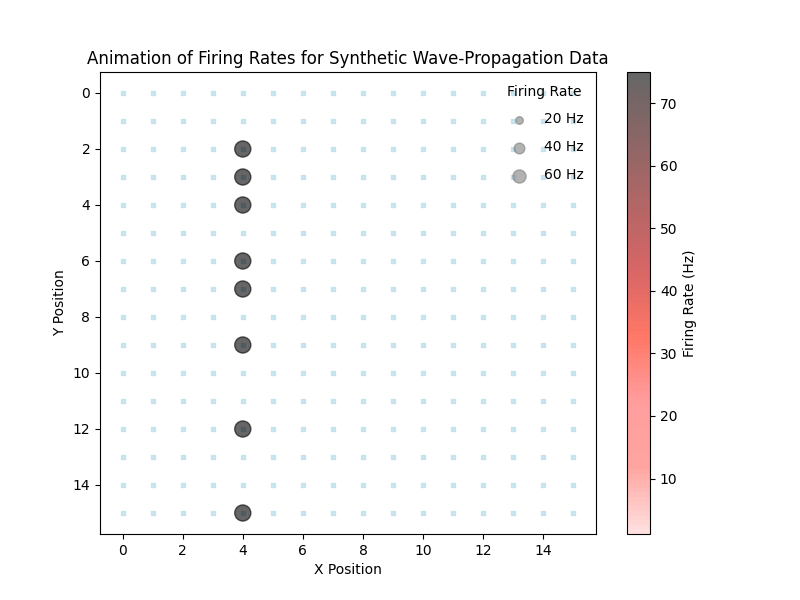 Animation of Firing Rates for Synthetic Wave-Propagation Data
Firing Rate
20 Hz
40 Hz
60 Hz
0
2
4
6
8
10
12
14
Y Position
0
2
4
6
8
10
12
14
X Position
70
60
50
40
30
20
10
Firing Rate (Hz)